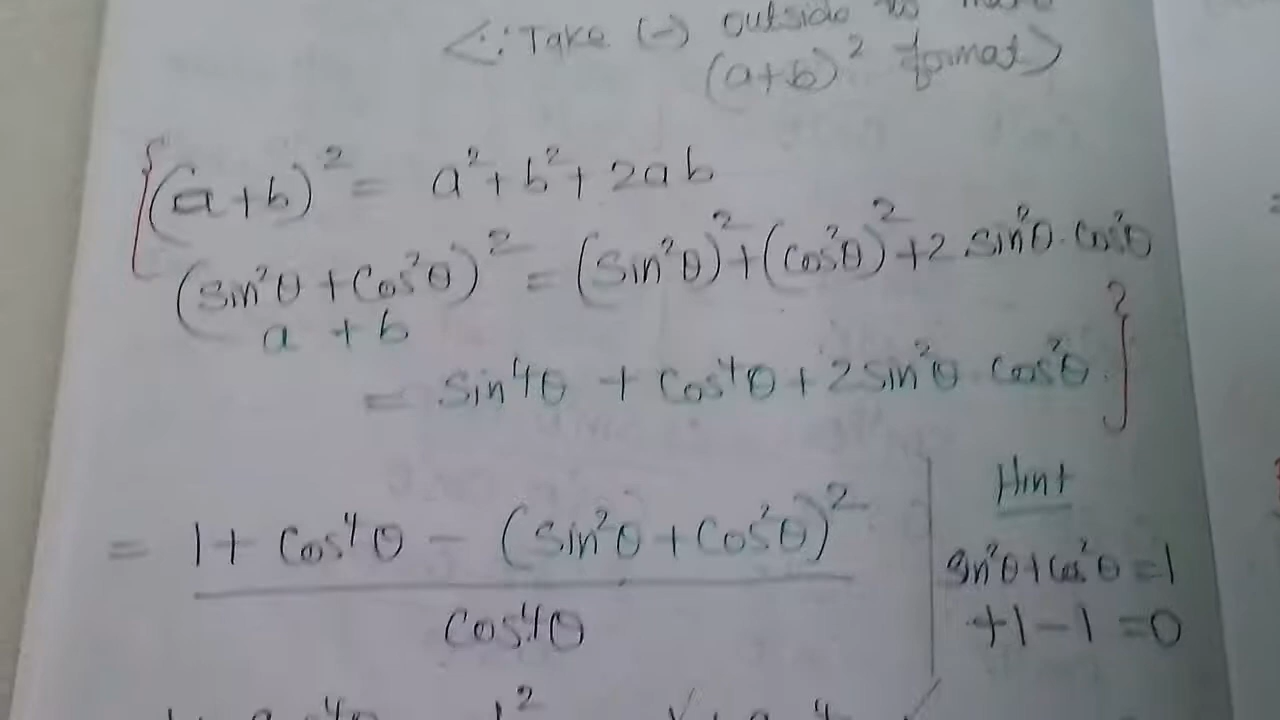 <∵ Take (-) outside to
(a+b)² format>
{(a+b)² = a² + b² + 2ab
(sin²θ + cos²θ)² = (sin²θ)² + (cos²θ)² + 2 sin²θ · cos²θ
a + b
= sin⁴θ + cos⁴θ + 2sin²θ · cos²θ.}
Hint
= 1 + cos⁴θ - (sin²θ + cos²θ)²
cos⁴θ
sin²θ + cos²θ = 1
+1 - 1 = 0